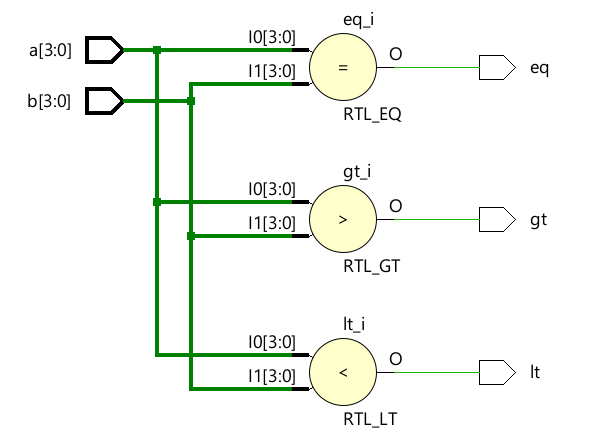 eq_i
a[3:0] I0[3:0] O
I1[3:0] = eq
b[3:0]
RTL_EQ
gt_i
I0[3:0] O
I1[3:0] > gt
RTL_GT
lt_i
I0[3:0] O
I1[3:0] < lt
RTL_LT